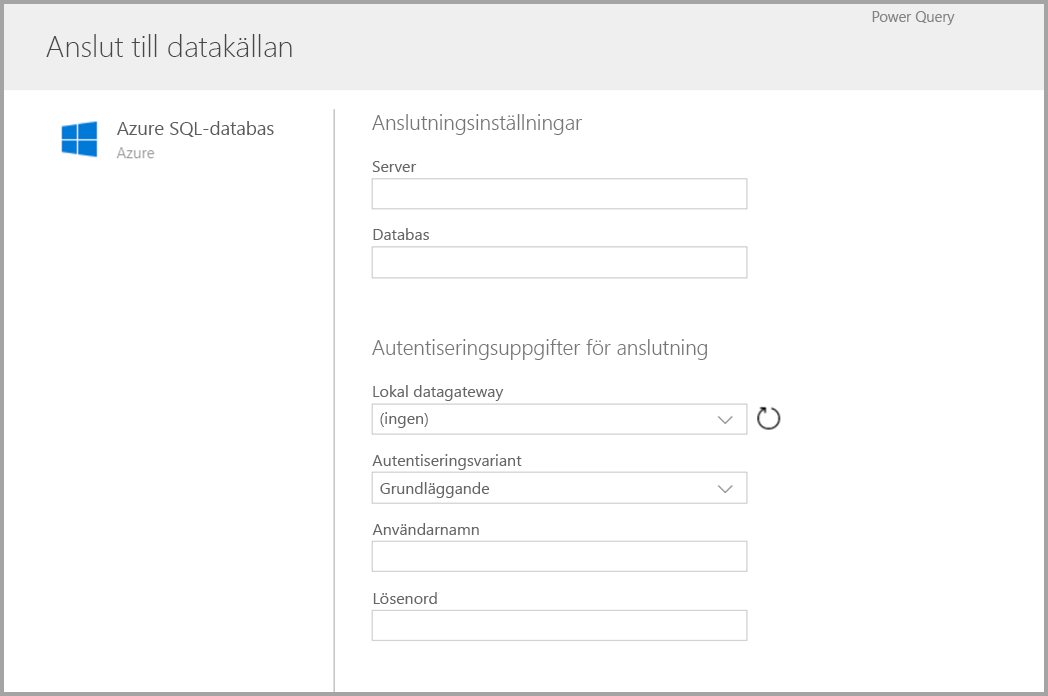 Power Query
Anslut till datakällan
Azure SQL-databas
Azure
Anslutningsinställningar
Server
Databas
Autentiseringsuppgifter för anslutning
Lokal datagateway
(ingen)
Autentiseringsvariant
Grundläggande
Användarnamn
Lösenord